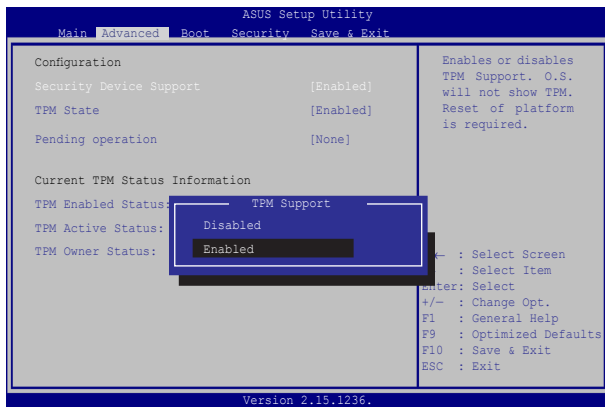 ASUS Setup Utility
Main Advanced Boot Security Save & Exit
Configuration
Security Device Support [Enabled]
TPM State [Enabled]
Pending operation [None]
Current TPM Status Information
TPM Enabled Status:
TPM Active Status:
TPM Owner Status:
TPM Support
Disabled
Enabled
Enables or disables
TPM Support. O.S.
will not show TPM.
Reset of platform
is required.
← : Select Screen
: Select Item
Enter: Select
+/— : Change Opt.
F1 : General Help
F9 : Optimized Defaults
F10 : Save & Exit
ESC : Exit
Version 2.15.1236.